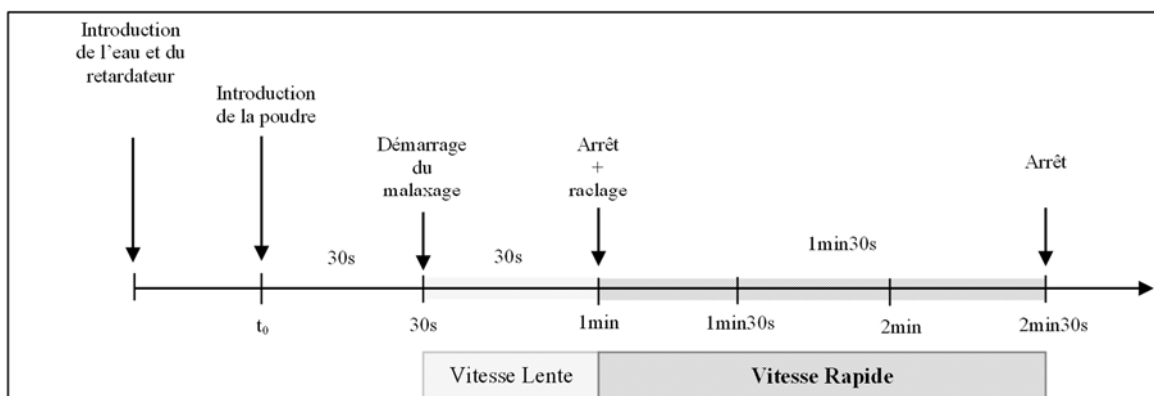 Introduction
de l'eau et du
retardateur
Introduction
de la poudre
Démarrage
du
malaxage
Arrêt
+
raclage
Arrêt
30s
30s
1min30s
t₀
30s
1min
1min30s
2min
2min30s
Vitesse Lente
Vitesse Rapide